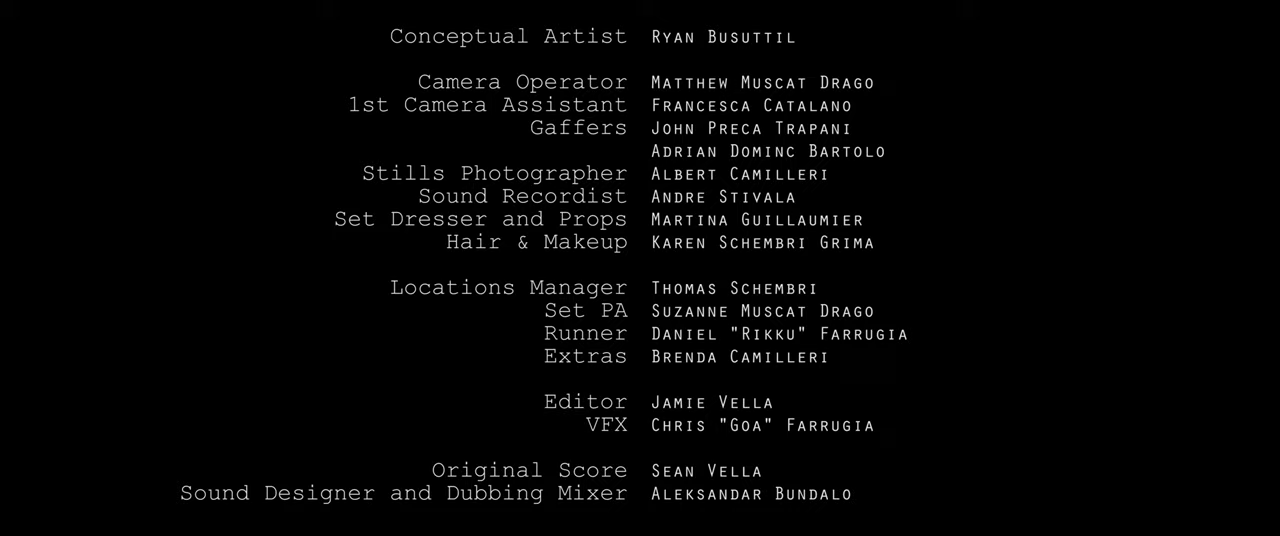 Conceptual Artist Ryan Busuttil
Camera Operator Matthew Muscat Drago
1st Camera Assistant Francesca Catalano
Gaffers John Preca Trapani
Adrian Dominc Bartolo
Stills Photographer Albert Camilleri
Sound Recordist Andre Stivala
Set Dresser and Props Martina Guillaumier
Hair & Makeup Karen Schembri Grima
Locations Manager Thomas Schembri
Set PA Suzanne Muscat Drago
Runner Daniel "Rikku" Farrugia
Extras Brenda Camilleri
Editor Jamie Vella
VFX Chris "Goa" Farrugia
Original Score Sean Vella
Sound Designer and Dubbing Mixer Aleksandar Bundalo